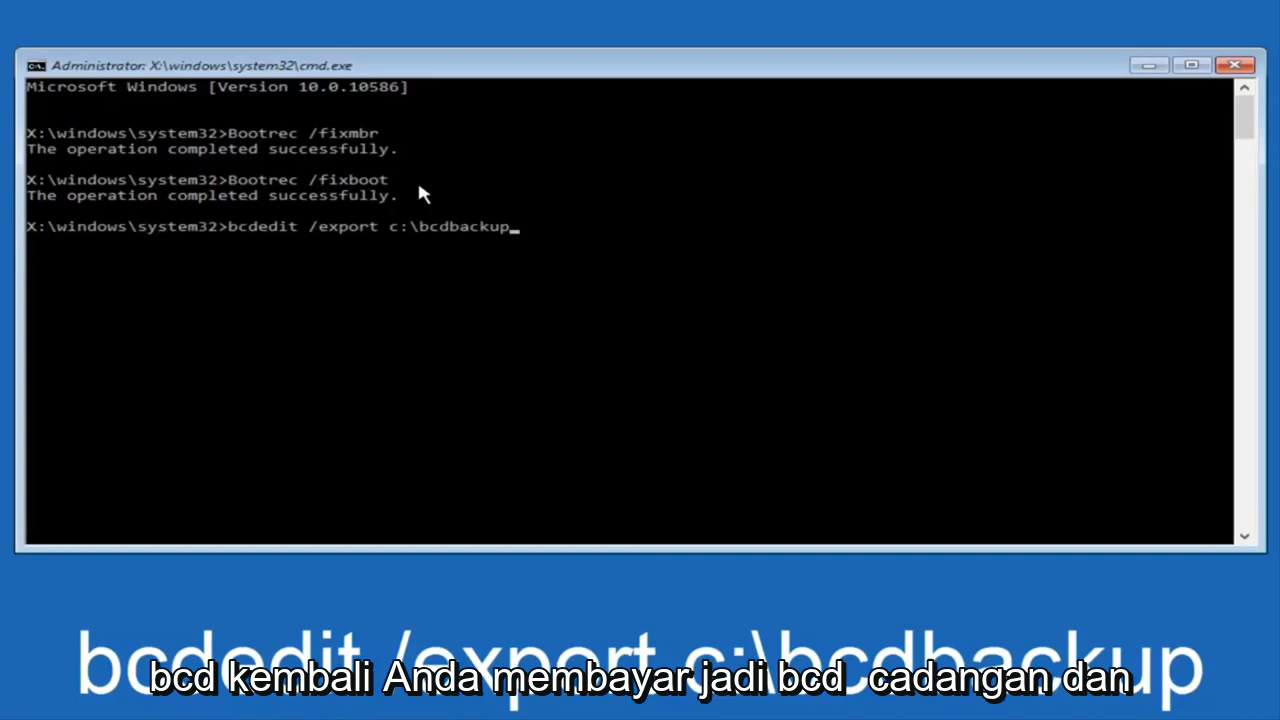 Administrator: X:\windows\system32\cmd.exe
Microsoft Windows [Version 10.0.10586]
X:\windows\system32>Bootrec /fixmbr
The operation completed successfully.
X:\windows\system32>Bootrec /fixboot
The operation completed successfully.
X:\windows\system32>bcdedit /export c:\bcdbackup_
bcdedit /export c:\bcdbackup
bcd kembali Anda membayar jadi bcd cadangan dan